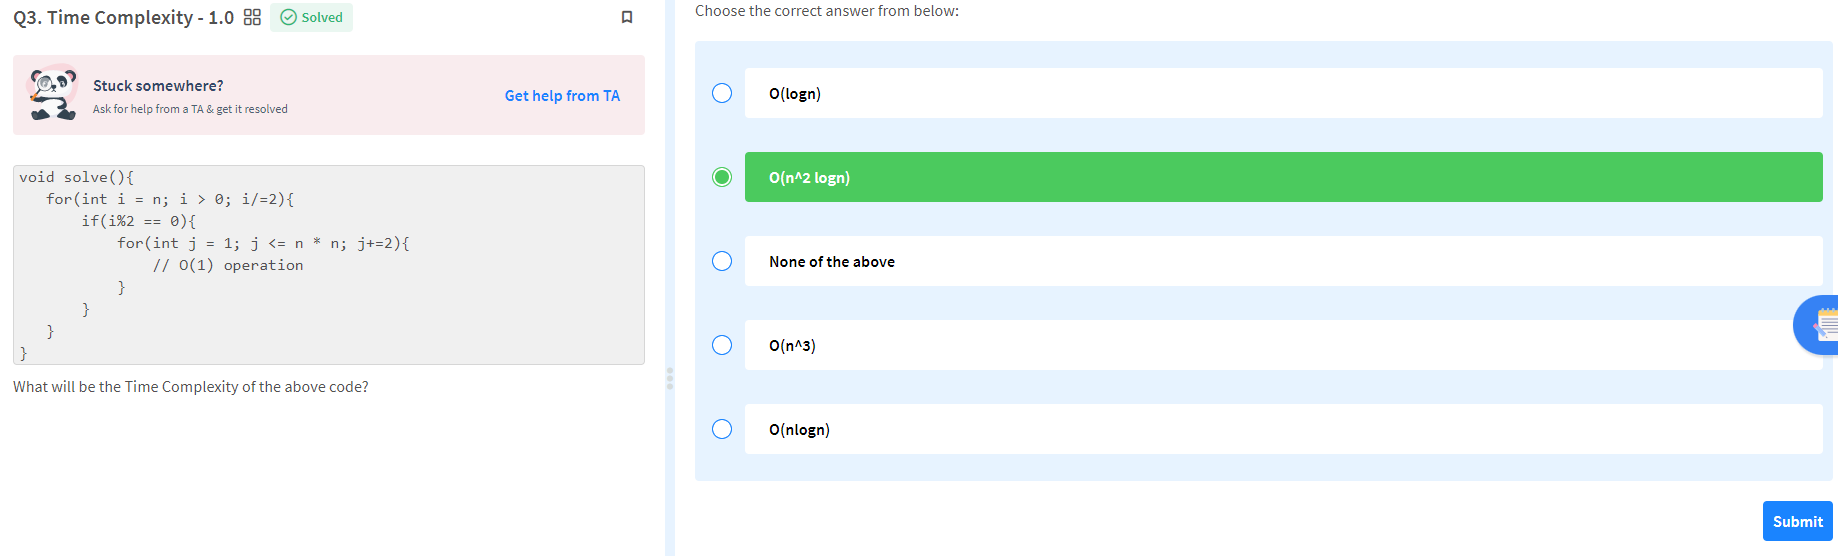 Q3. Time Complexity - 1.0 Solved
Stuck somewhere?
Ask for help from a TA & get it resolved
Get help from TA
void solve(){
for(int i = n; i > 0; i/=2){
if(i%2 == 0){
for(int j = 1; j <= n * n; j+=2){
// O(1) operation
}
}
}
}
What will be the Time Complexity of the above code?
Choose the correct answer from below:
O(logn)
O(n^2 logn)
None of the above
O(n^3)
O(nlogn)
Submit